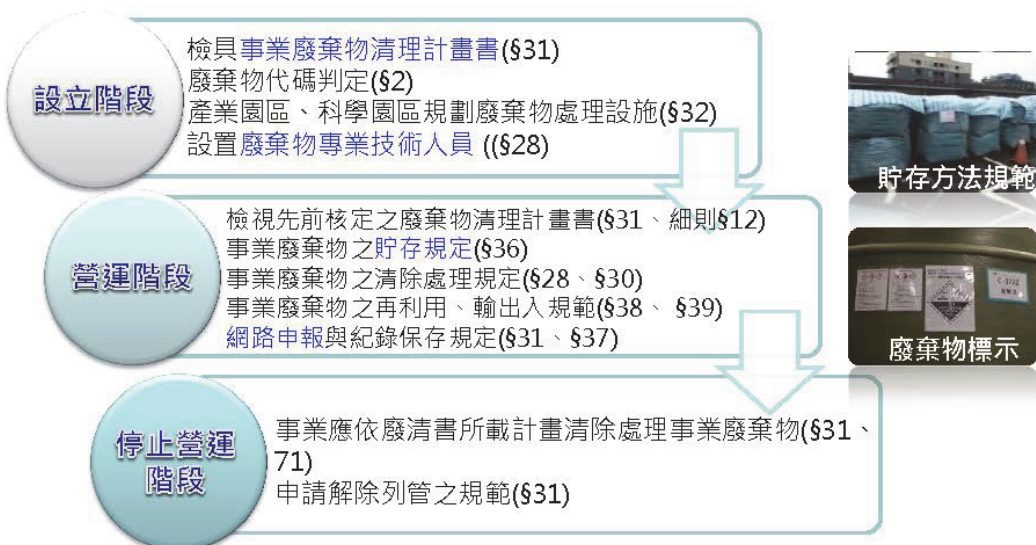 設立階段
檢具事業廢棄物清理計畫書(§31)
廢棄物代碼判定(§2)
產業園區、科學園區規劃廢棄物處理設施(§32)
設置廢棄物專業技術人員 ((§28)
貯存方法規範
營運階段
檢視先前核定之廢棄物清理計畫書(§31、細則§12)
事業廢棄物之貯存規定(§36)
事業廢棄物之清除處理規定(§28、§30)
事業廢棄物之再利用、輸出入規範(§38、 §39)
網路申報與紀錄保存規定(§31、§37)
廢棄物標示
停止營運
階段
事業應依廢清書所載計畫清除處理事業廢棄物(§31、
71)
申請解除列管之規範(§31)